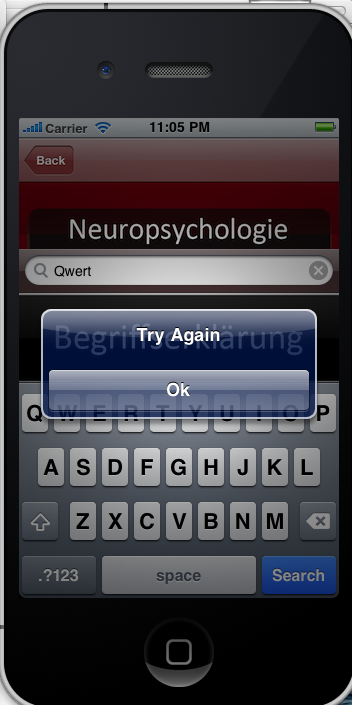 Carrier 11:05 PM
Back
Neuropsychologie
Qwert
Begriffserklärung
Try Again
Ok
Q W E R T Y U I O P
A S D F G H J K L
Z X C V B N M
.?123 space Search